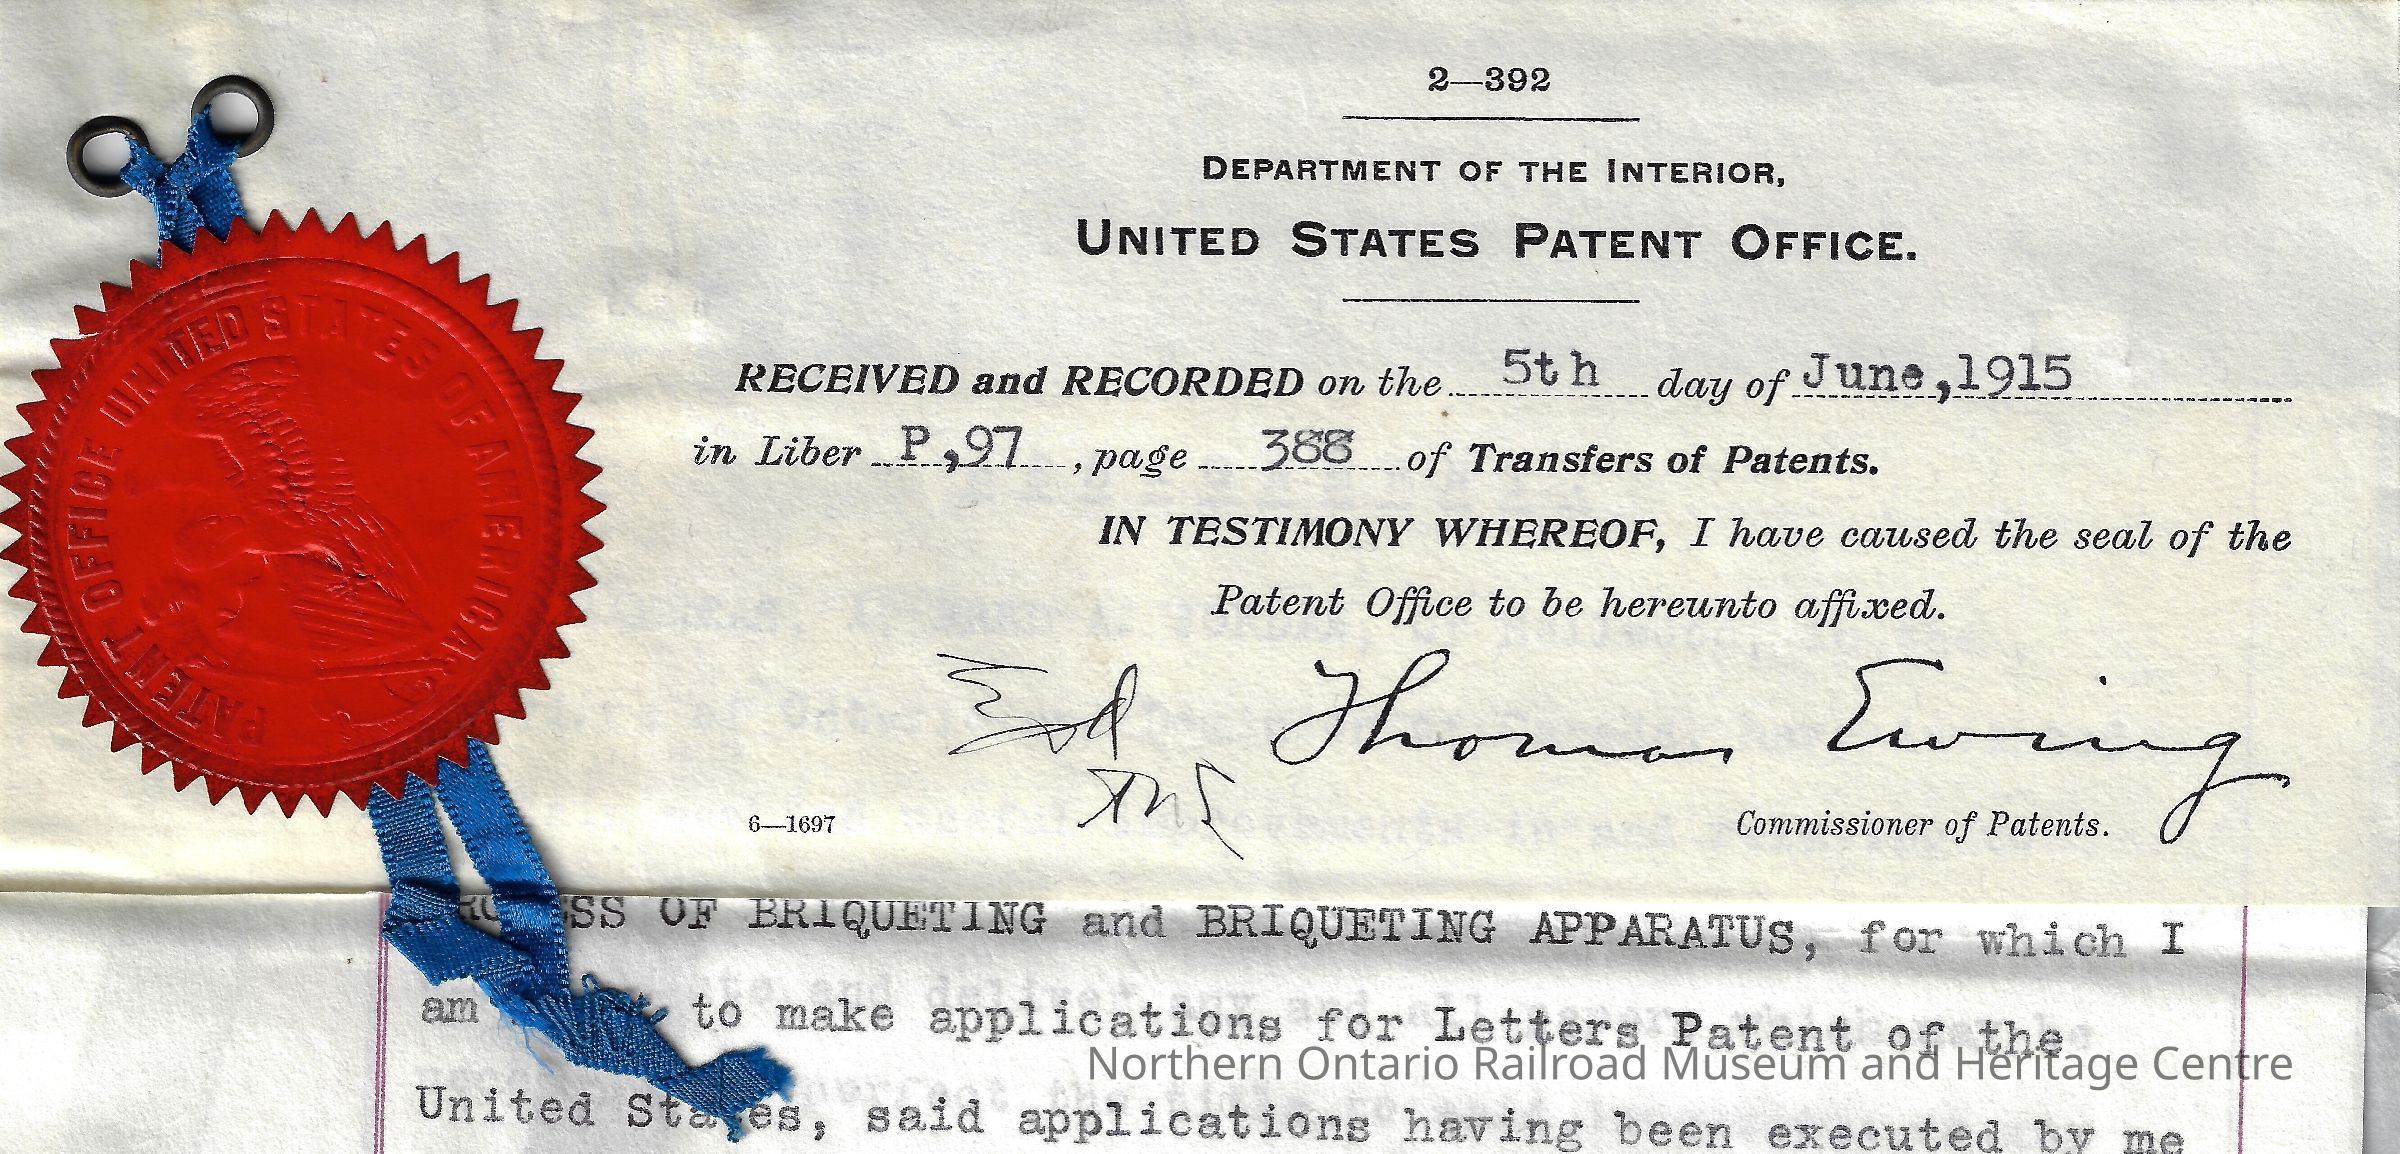 2—392
DEPARTMENT OF THE INTERIOR,
UNITED STATES PATENT OFFICE.
RECEIVED and RECORDED on the 5th day of June, 1915
in Liber P, 97, page 388 of Transfers of Patents.
IN TESTIMONY WHEREOF, I have caused the seal of the
Patent Office to be hereunto affixed.
Thomas Ewing
6—1697
Commissioner of Patents.
PATENT OFFICE UNITED STATES OF AMERICA
OF BRIQUETING and BRIQUETING APPARATUS, for which I
am to make applications for Letters Patent of the
Northern Ontario Railroad Museum and Heritage Centre
United States, said applications having been executed by me